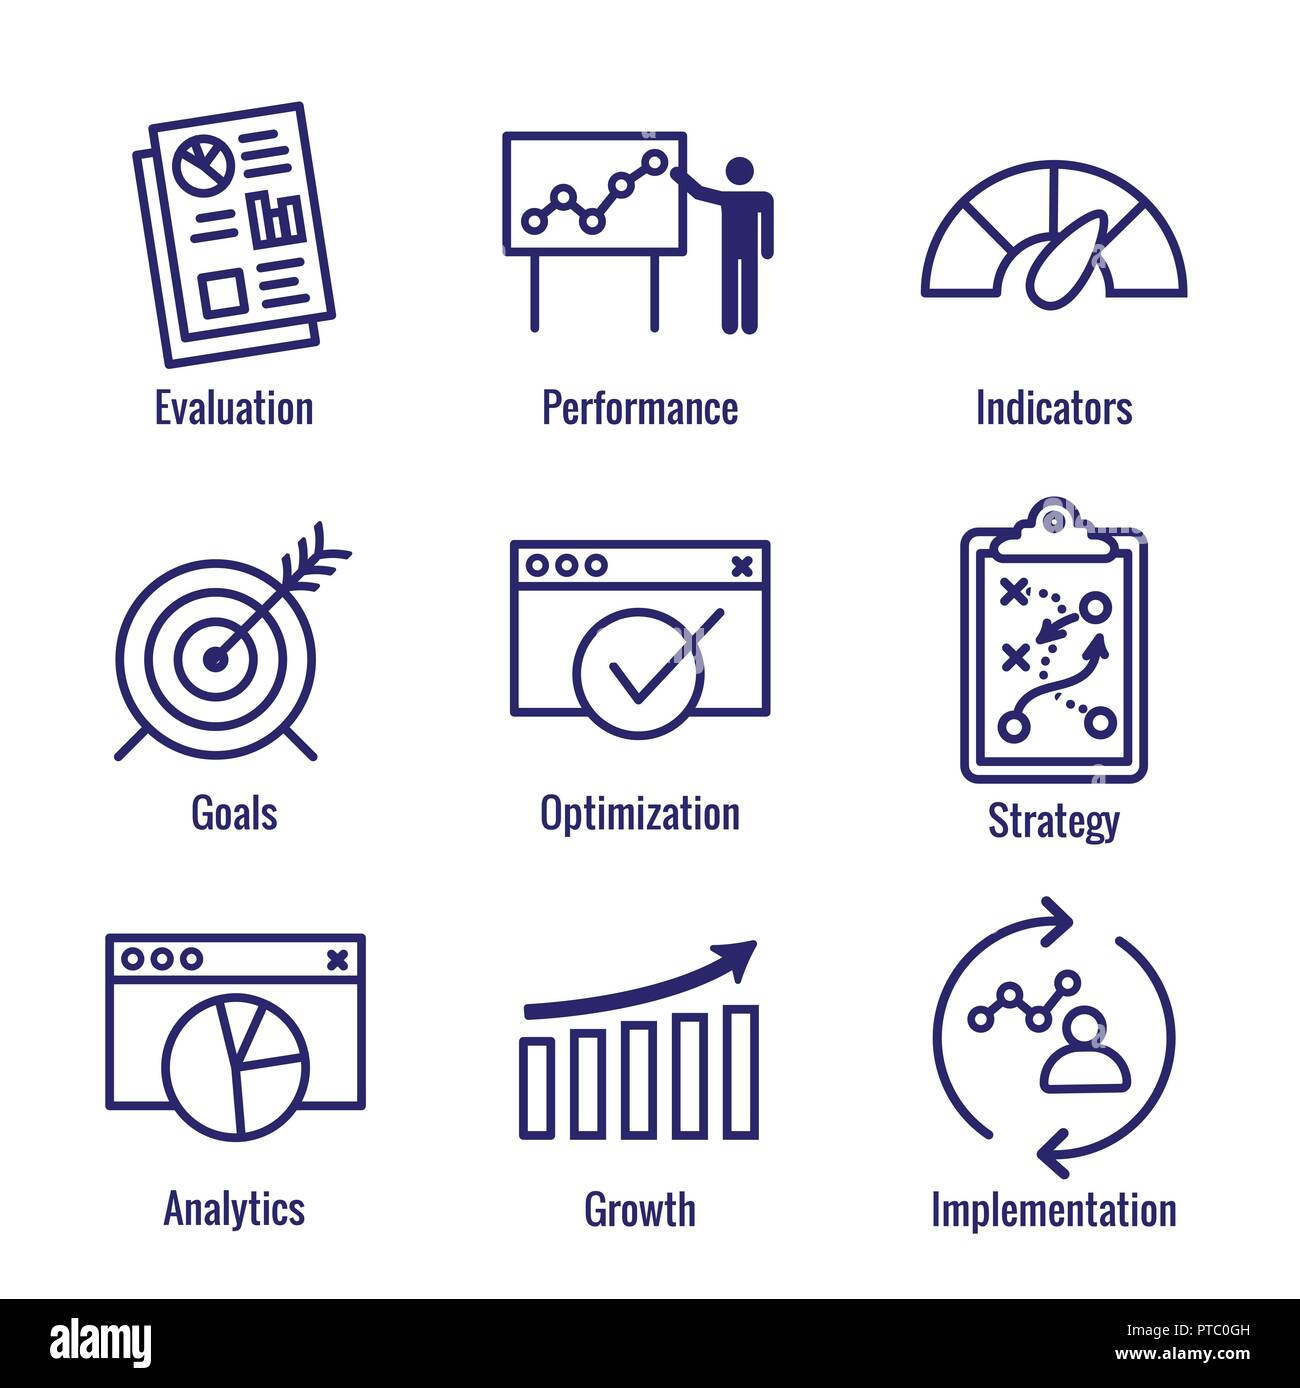 Evaluation
Performance
Indicators
Goals
Optimization
Strategy
Analytics
Growth
Implementation
alamy
Image ID: PTC0GH
www.alamy.com